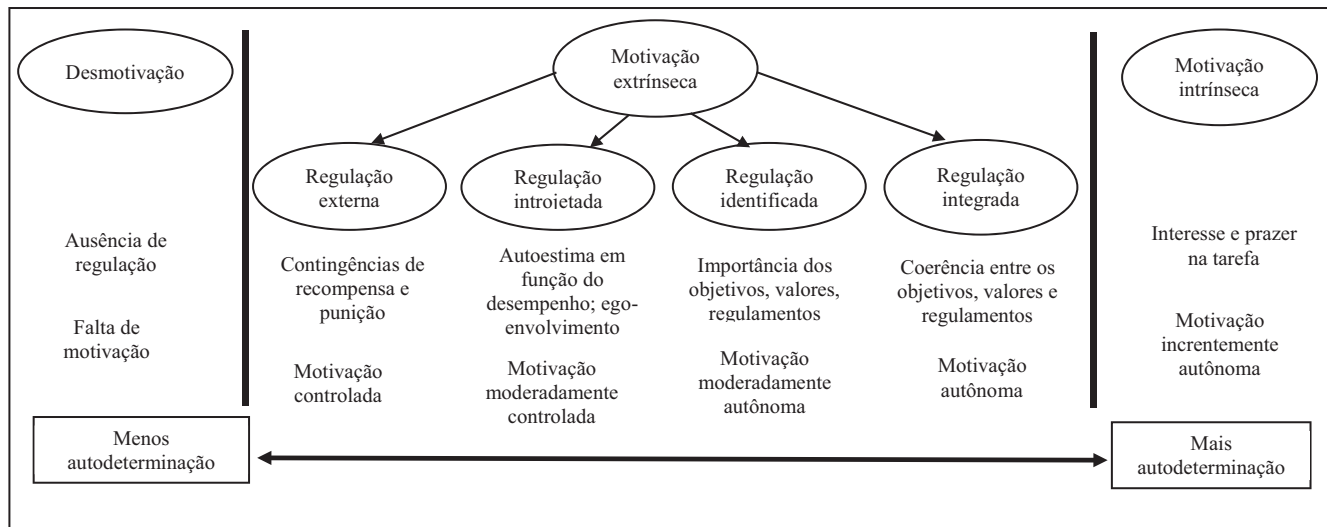 Desmotivação
Ausência de
regulação
Falta de
motivação
Motivação
extrínseca
Regulação
externa
Contingências de
recompensa e
punição
Motivação
controlada
Regulação
introjetada
Autoestima em
função do
desempenho; ego-
envolvimento
Motivação
moderadamente
controlada
Regulação
identificada
Importância dos
objetivos, valores,
regulamentos
Motivação
moderadamente
autônoma
Regulação
integrada
Coerência entre os
objetivos, valores e
regulamentos
Motivação
autônoma
Motivação
intrínseca
Interesse e prazer
na tarefa
Motivação
increntemente
autônoma
Menos
autodeterminação
Mais
autodeterminação